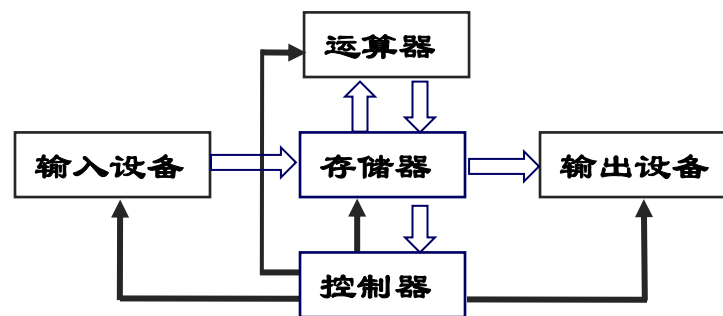 运算器
输入设备
存储器
输出设备
控制器